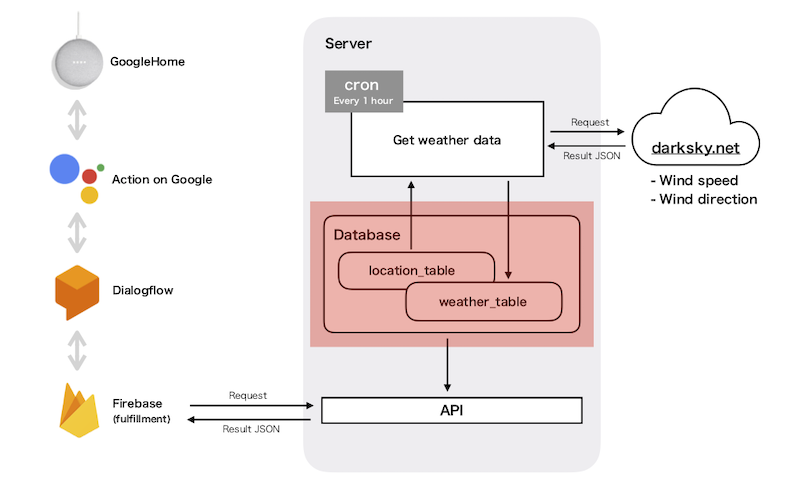 GoogleHome
Action on Google
Dialogflow
Firebase
(fulfillment)
Request
Result JSON
Server
cron
Every 1 hour
Get weather data
Request
Result JSON
darksky.net
- Wind speed
- Wind direction
Database
location_table
weather_table
API